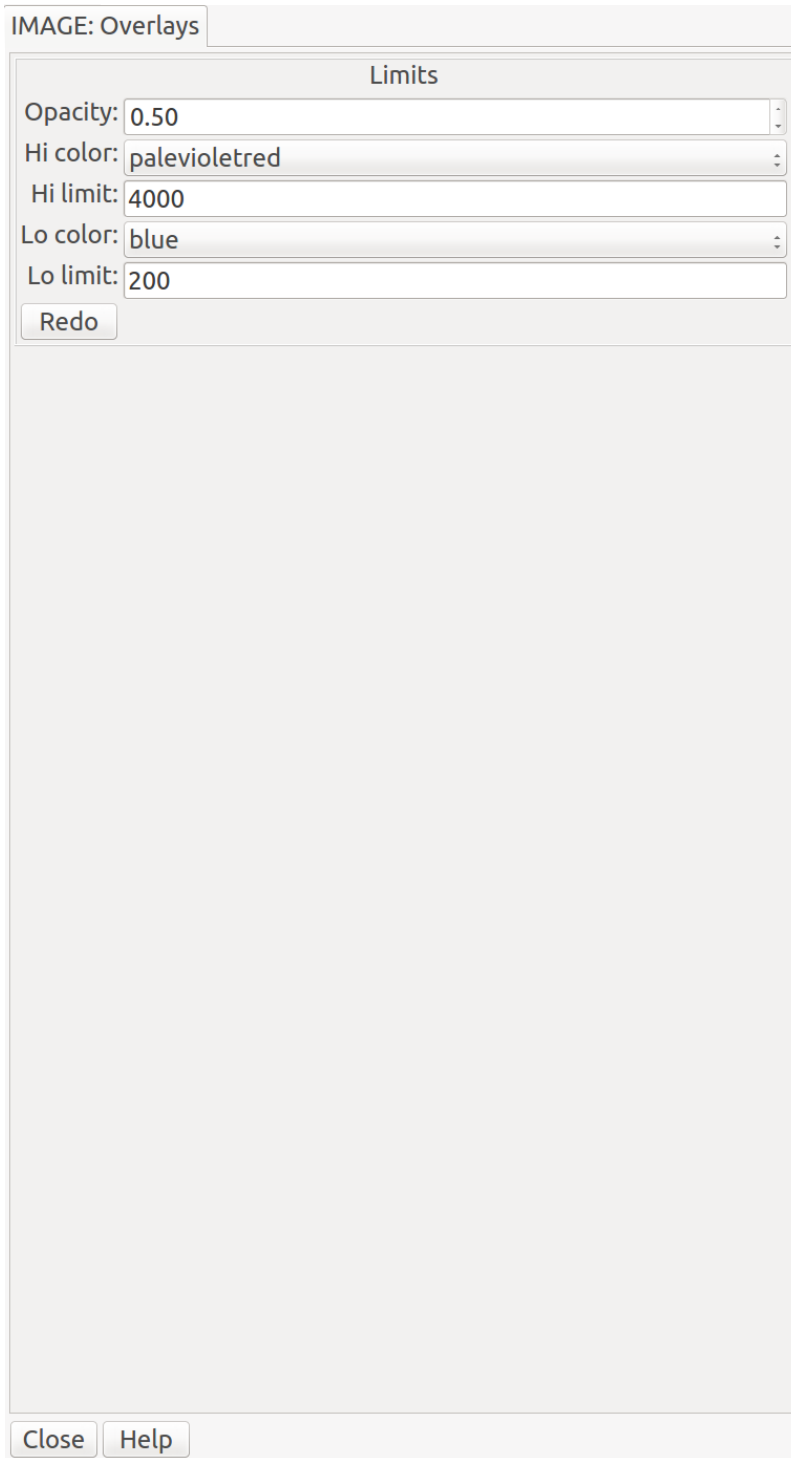 IMAGE: Overlays
Limits
Opacity: 0.50
Hi color: palevioletred
Hi limit: 4000
Lo color: blue
Lo limit: 200
Redo
Close Help